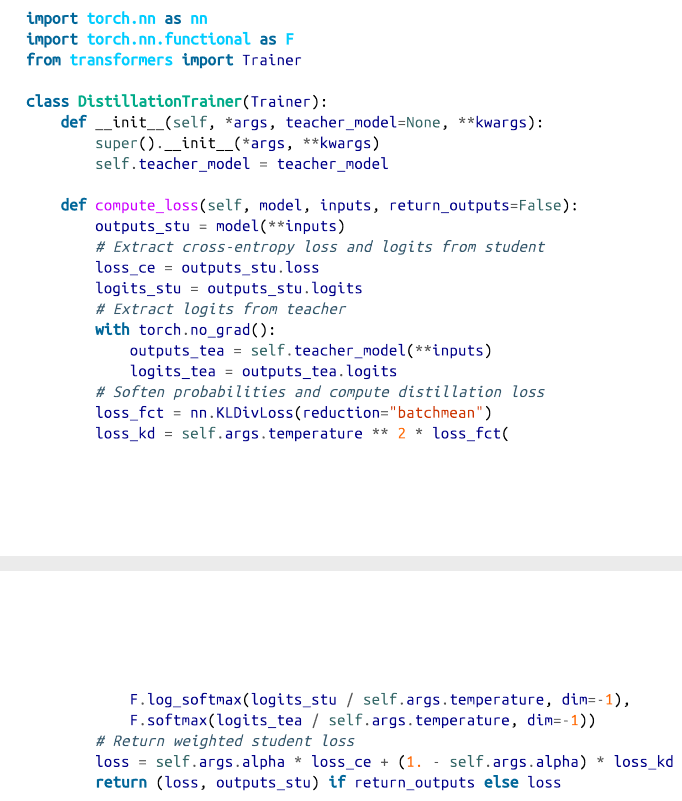 import torch.nn as nn
import torch.nn.functional as F
from transformers import Trainer

class DistillationTrainer(Trainer):
    def __init__(self, *args, teacher_model=None, **kwargs):
        super().__init__(*args, **kwargs)
        self.teacher_model = teacher_model

    def compute_loss(self, model, inputs, return_outputs=False):
        outputs_stu = model(**inputs)
        # Extract cross-entropy loss and logits from student
        loss_ce = outputs_stu.loss
        logits_stu = outputs_stu.logits
        # Extract logits from teacher
        with torch.no_grad():
            outputs_tea = self.teacher_model(**inputs)
            logits_tea = outputs_tea.logits
        # Soften probabilities and compute distillation loss
        loss_fct = nn.KLDivLoss(reduction="batchmean")
        loss_kd = self.args.temperature ** 2 * loss_fct(
            F.log_softmax(logits_stu / self.args.temperature, dim=-1),
            F.softmax(logits_tea / self.args.temperature, dim=-1))
        # Return weighted student loss
        loss = self.args.alpha * loss_ce + (1. - self.args.alpha) * loss_kd
        return (loss, outputs_stu) if return_outputs else loss